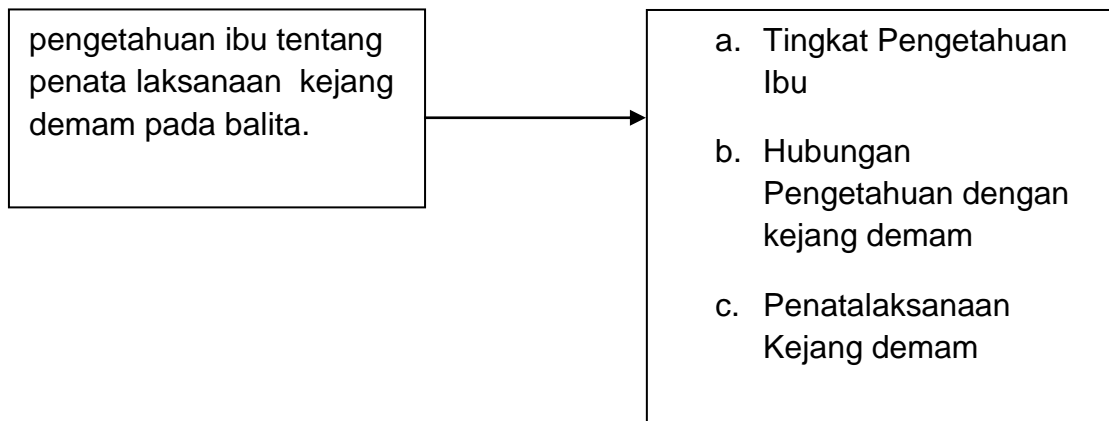 pengetahuan ibu tentang
penata laksanaan kejang
demam pada balita.
a. Tingkat Pengetahuan
Ibu
b. Hubungan
Pengetahuan dengan
kejang demam
c. Penatalaksanaan
Kejang demam